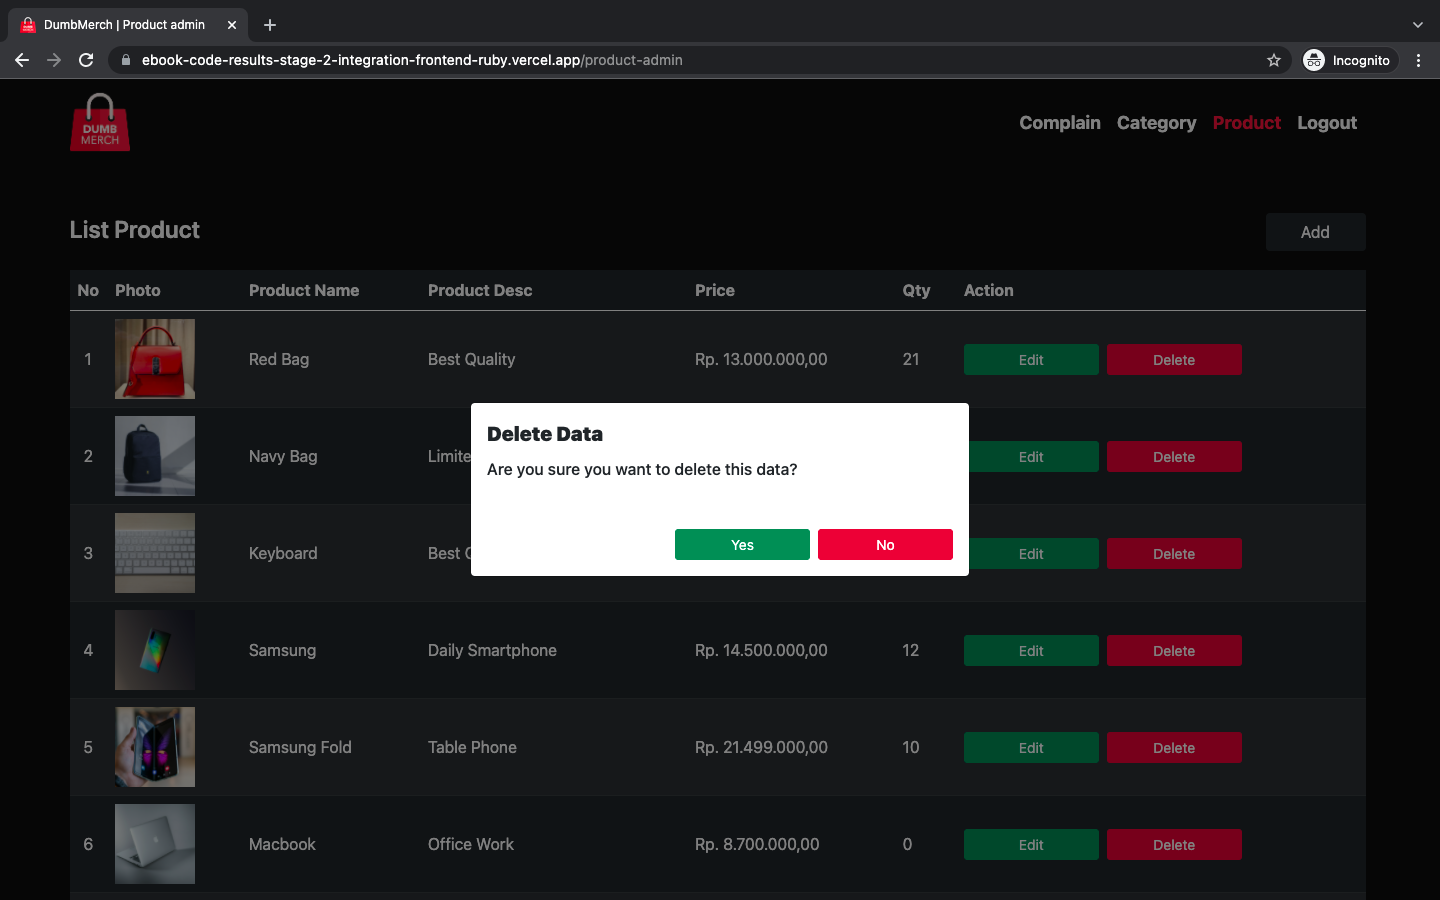 DumbMerch | Product admin
ebook-code-results-stage-2-integration-frontend-ruby.vercel.app/product-admin
Incognito
DUMB
MERCH
Complain Category Product Logout
List Product
Add
No Photo Product Name Product Desc Price Qty Action
1 Red Bag Best Quality Rp. 13.000.000,00 21 Edit Delete
2 Navy Bag Limite Edit Delete
3 Keyboard Best Edit Delete
Delete Data
Are you sure you want to delete this data?
Yes No
4 Samsung Daily Smartphone Rp. 14.500.000,00 12 Edit Delete
5 Samsung Fold Table Phone Rp. 21.499.000,00 10 Edit Delete
6 Macbook Office Work Rp. 8.700.000,00 0 Edit Delete